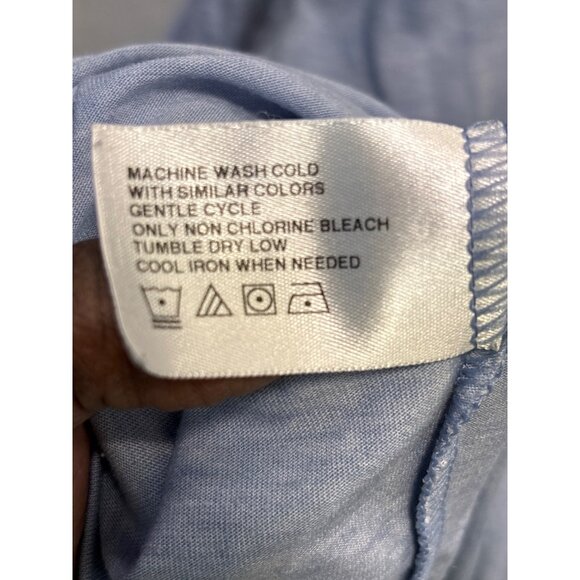 MACHINE WASH COLD
WITH SIMILAR COLORS
GENTLE CYCLE
ONLY NON CHLORINE BLEACH
TUMBLE DRY LOW
COOL IRON WHEN NEEDED